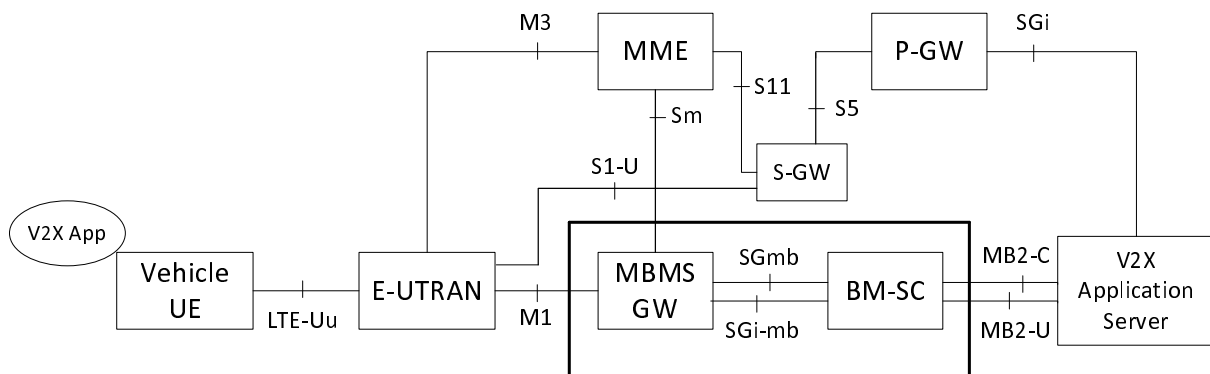 M3
MME
P-GW
SGi
S11
S5
Sm
S1-U
S-GW
V2X App
Vehicle
UE
LTE-Uu
E-UTRAN
M1
MBMS
GW
SGmb
SGi-mb
BM-SC
MB2-C
MB2-U
V2X
Application
Server